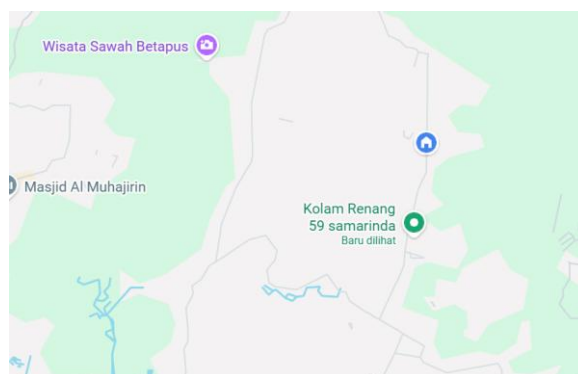 Wisata Sawah Betapus
Masjid Al Muhajirin
Kolam Renang
59 samarinda
Baru dilihat